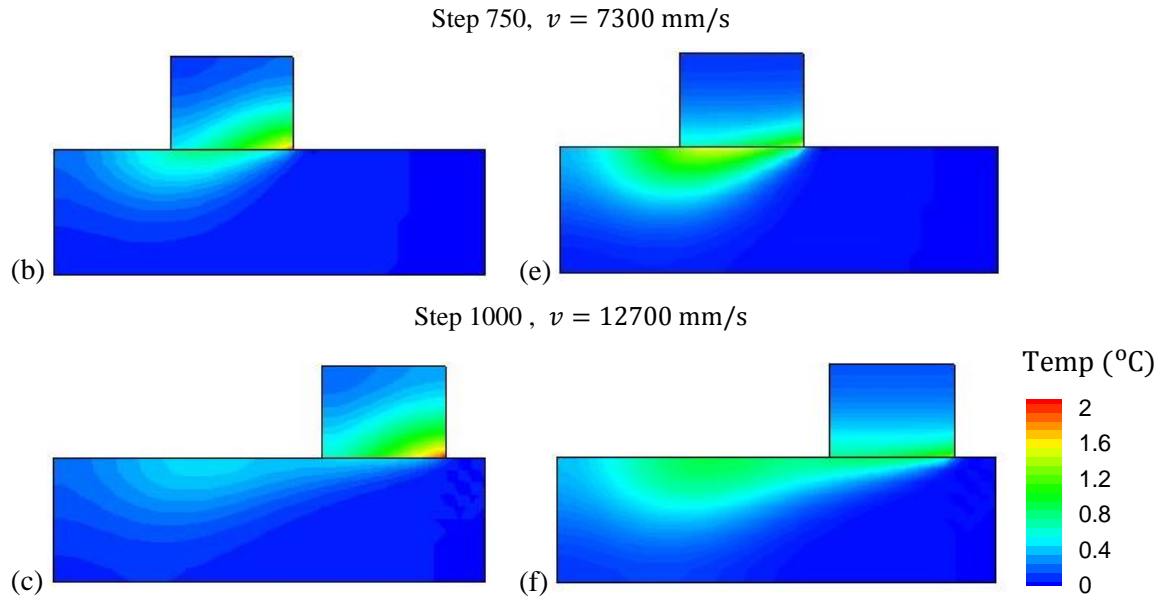 Step 750, v = 7300 mm/s
(b)
(e)
Step 1000 , v = 12700 mm/s
Temp (⁰C)
2
1.6
1.2
0.8
0.4
0
(c)
(f)